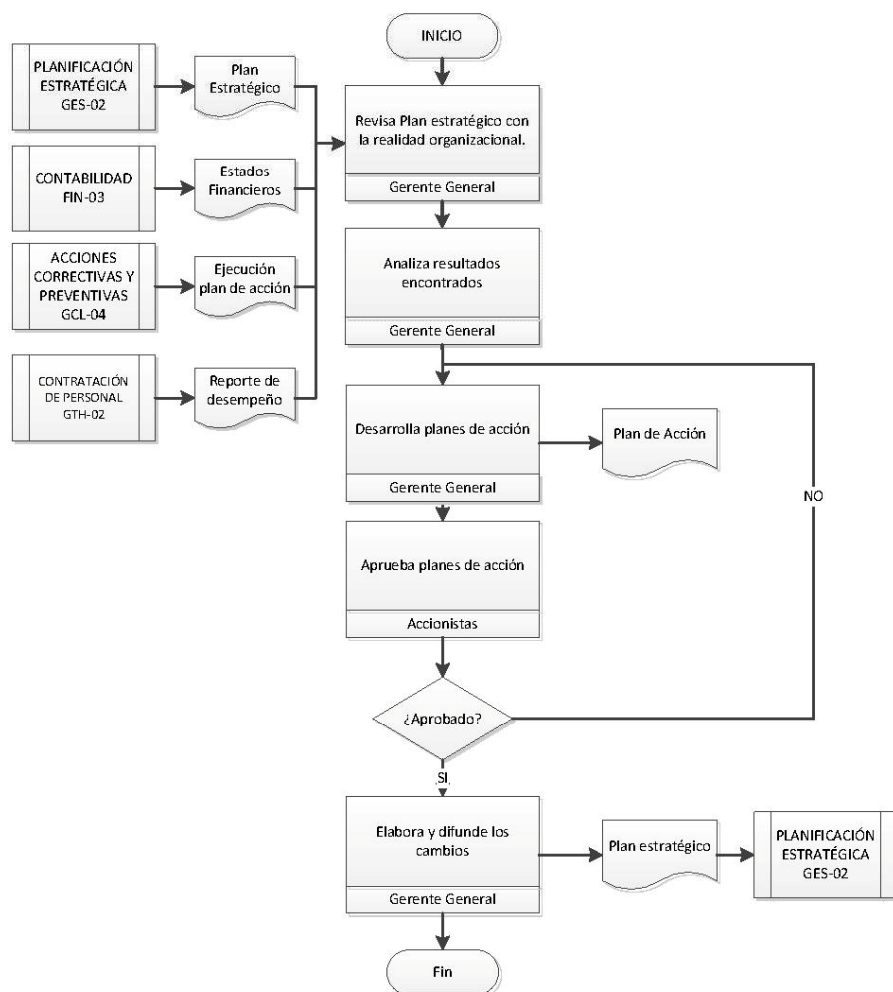 INICIO
PLANIFICACIÓN
ESTRATÉGICA
GES-02
Plan
Estratégico
Revisa Plan estratégico con
la realidad organizacional.
Gerente General
CONTABILIDAD
FIN-03
Estados
Financieros
ACCIONES
CORRECTIVAS Y
PREVENTIVAS
GCL-04
Ejecución
plan de acción
Analiza resultados
encontrados
Gerente General
CONTRATACIÓN
DE PERSONAL
GTH-02
Reporte de
desempeño
Desarrolla planes de acción
Gerente General
Plan de Acción
NO
Aprueba planes de acción
Accionistas
¿Aprobado?
SI
Elabora y difunde los
cambios
Gerente General
Plan estratégico
PLANIFICACIÓN
ESTRATÉGICA
GES-02
Fin